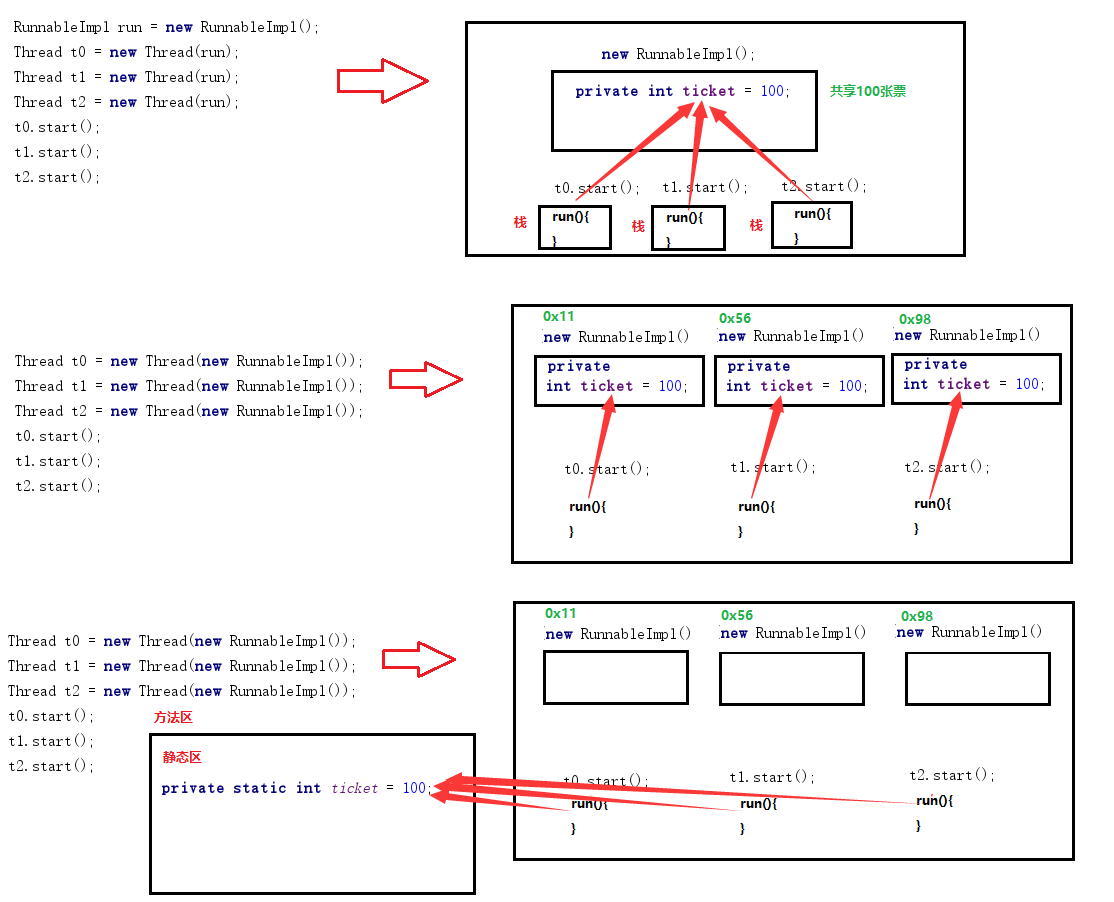 RunnableImpl run = new RunnableImpl();
Thread t0 = new Thread(run);
Thread t1 = new Thread(run);
Thread t2 = new Thread(run);
t0.start();
t1.start();
t2.start();
new RunnableImpl();
private int ticket = 100;
共享100张票
t0.start();
t1.start();
t2.start();
栈
run(){
}
栈
run(){
}
栈
run(){
}
Thread t0 = new Thread(new RunnableImpl());
Thread t1 = new Thread(new RunnableImpl());
Thread t2 = new Thread(new RunnableImpl());
t0.start();
t1.start();
t2.start();
0x11
new RunnableImpl()
private
int ticket = 100;
t0.start();
run(){
}
0x56
new RunnableImpl()
private
int ticket = 100;
t1.start();
run(){
}
0x98
new RunnableImpl()
private
int ticket = 100;
t2.start();
run(){
}
Thread t0 = new Thread(new RunnableImpl());
Thread t1 = new Thread(new RunnableImpl());
Thread t2 = new Thread(new RunnableImpl());
t0.start();
t1.start();
t2.start();
方法区
静态区
private static int ticket = 100;
0x11
new RunnableImpl()
t0.start();
run(){
}
0x56
new RunnableImpl()
t1.start();
run(){
}
0x98
new RunnableImpl()
t2.start();
run(){
}